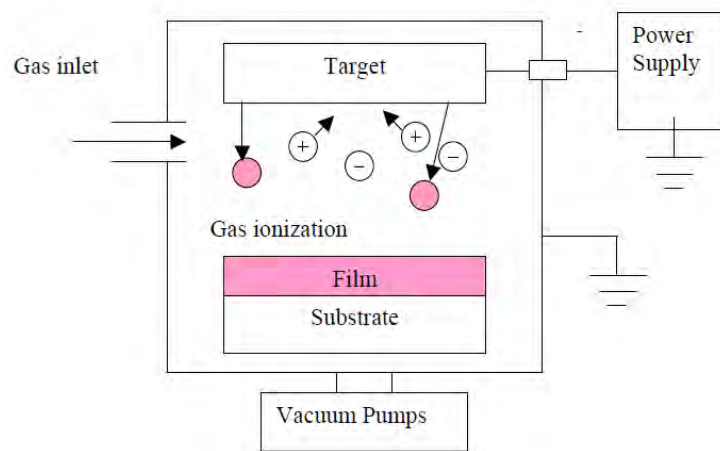 Gas inlet
Target
-
Power
Supply
+
+
−
−
Gas ionization
Film
Substrate
Vacuum Pumps